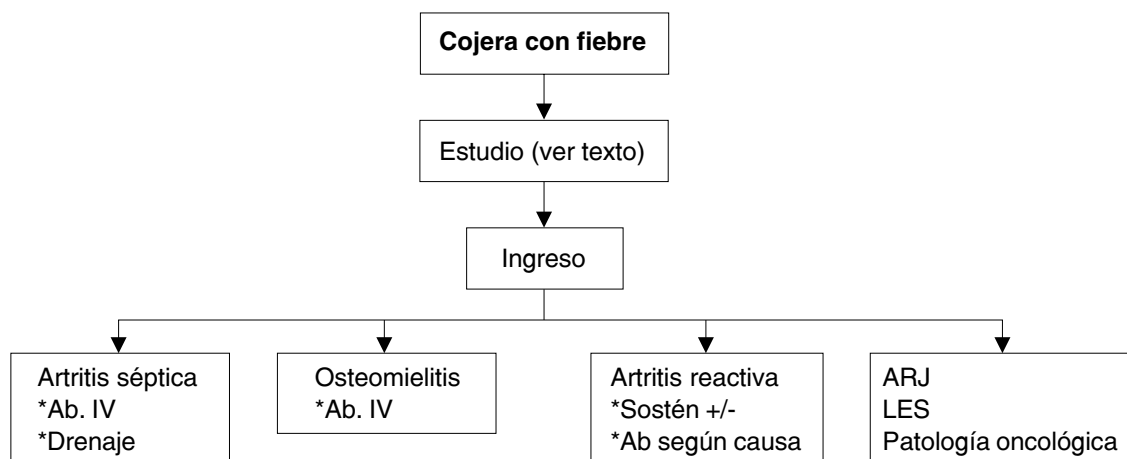 Cojera con fiebre
Estudio (ver texto)
Ingreso
Artritis séptica
*Ab. IV
*Drenaje
Osteomielitis
*Ab. IV
Artritis reactiva
*Sostén +/-
*Ab según causa
ARJ
LES
Patología oncológica